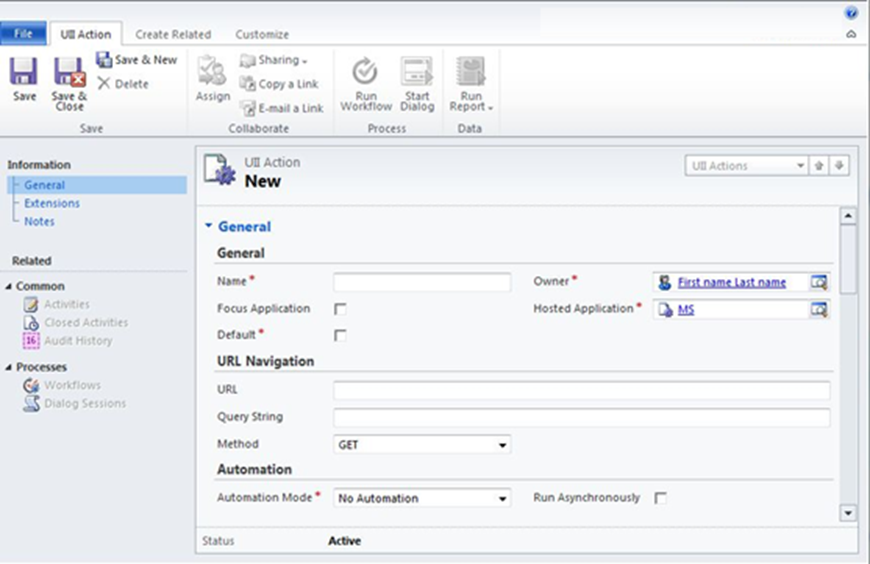 File UII Action Create Related Customize
Save
Save & Close
Save & New
Delete
Save
Assign
Sharing
Copy a Link
E-mail a Link
Collaborate
Run Workflow
Start Dialog
Process
Run Report
Data
Information
General
Extensions
Notes
Related
Common
Activities
Closed Activities
16 Audit History
Processes
Workflows
Dialog Sessions
UII Action
New
UII Actions
General
General
Name * Owner * First name Last name
Focus Application Hosted Application * MS
Default *
URL Navigation
URL
Query String
Method GET
Automation
Automation Mode * No Automation Run Asynchronously
Status Active